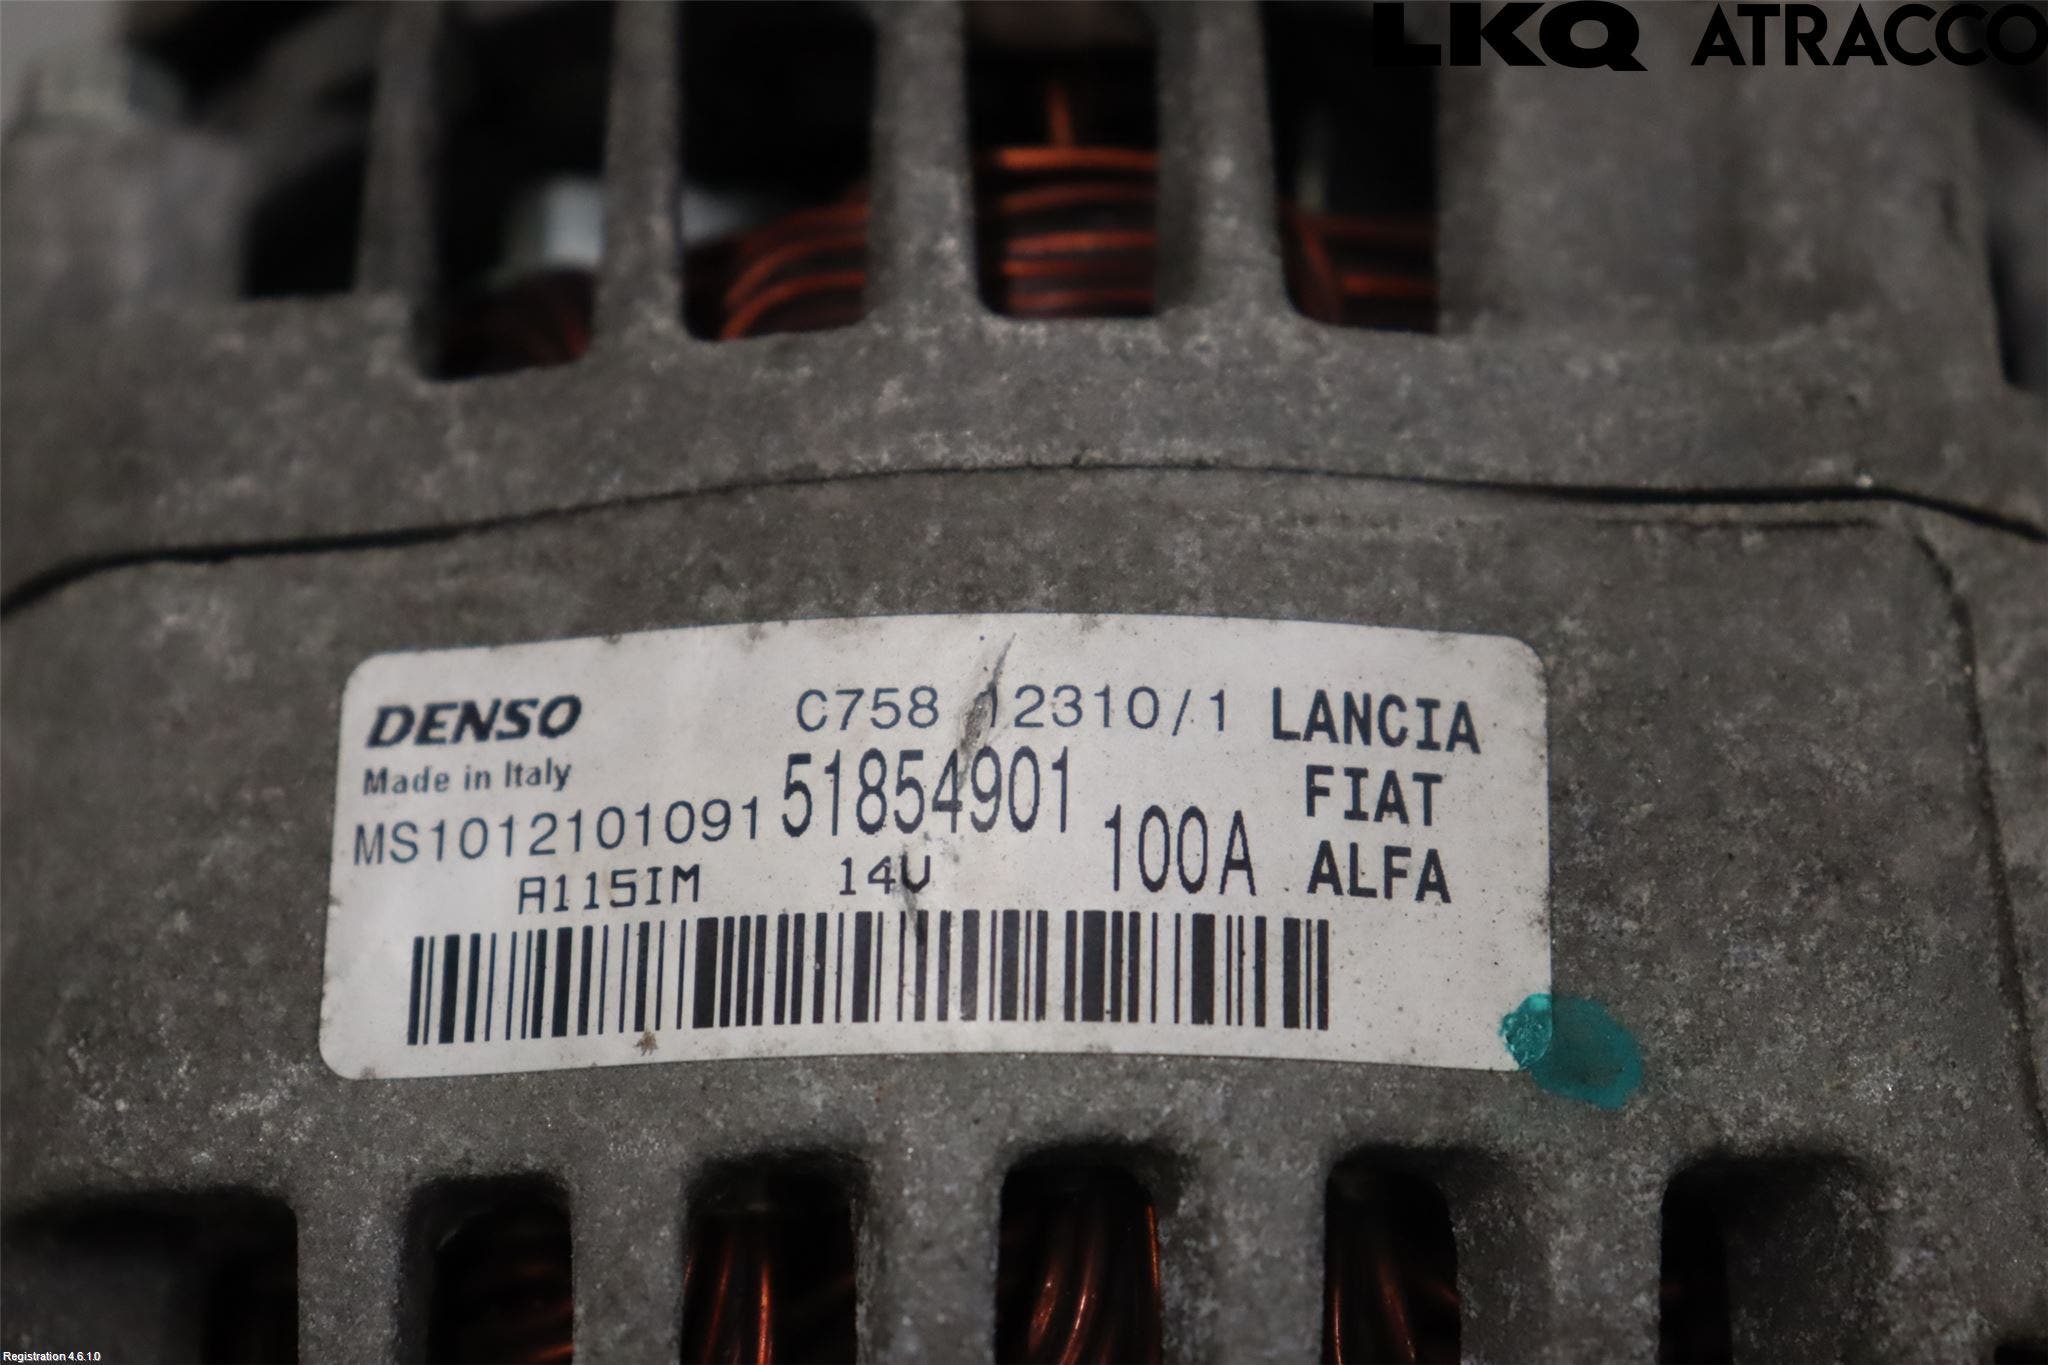 LKQ ATRACCO
DENSO C758 12310/1 LANCIA
Made in Italy 51854901 FIAT
MS1012101091 100A ALFA
A115IM 14V
Registration 4.6.1.0